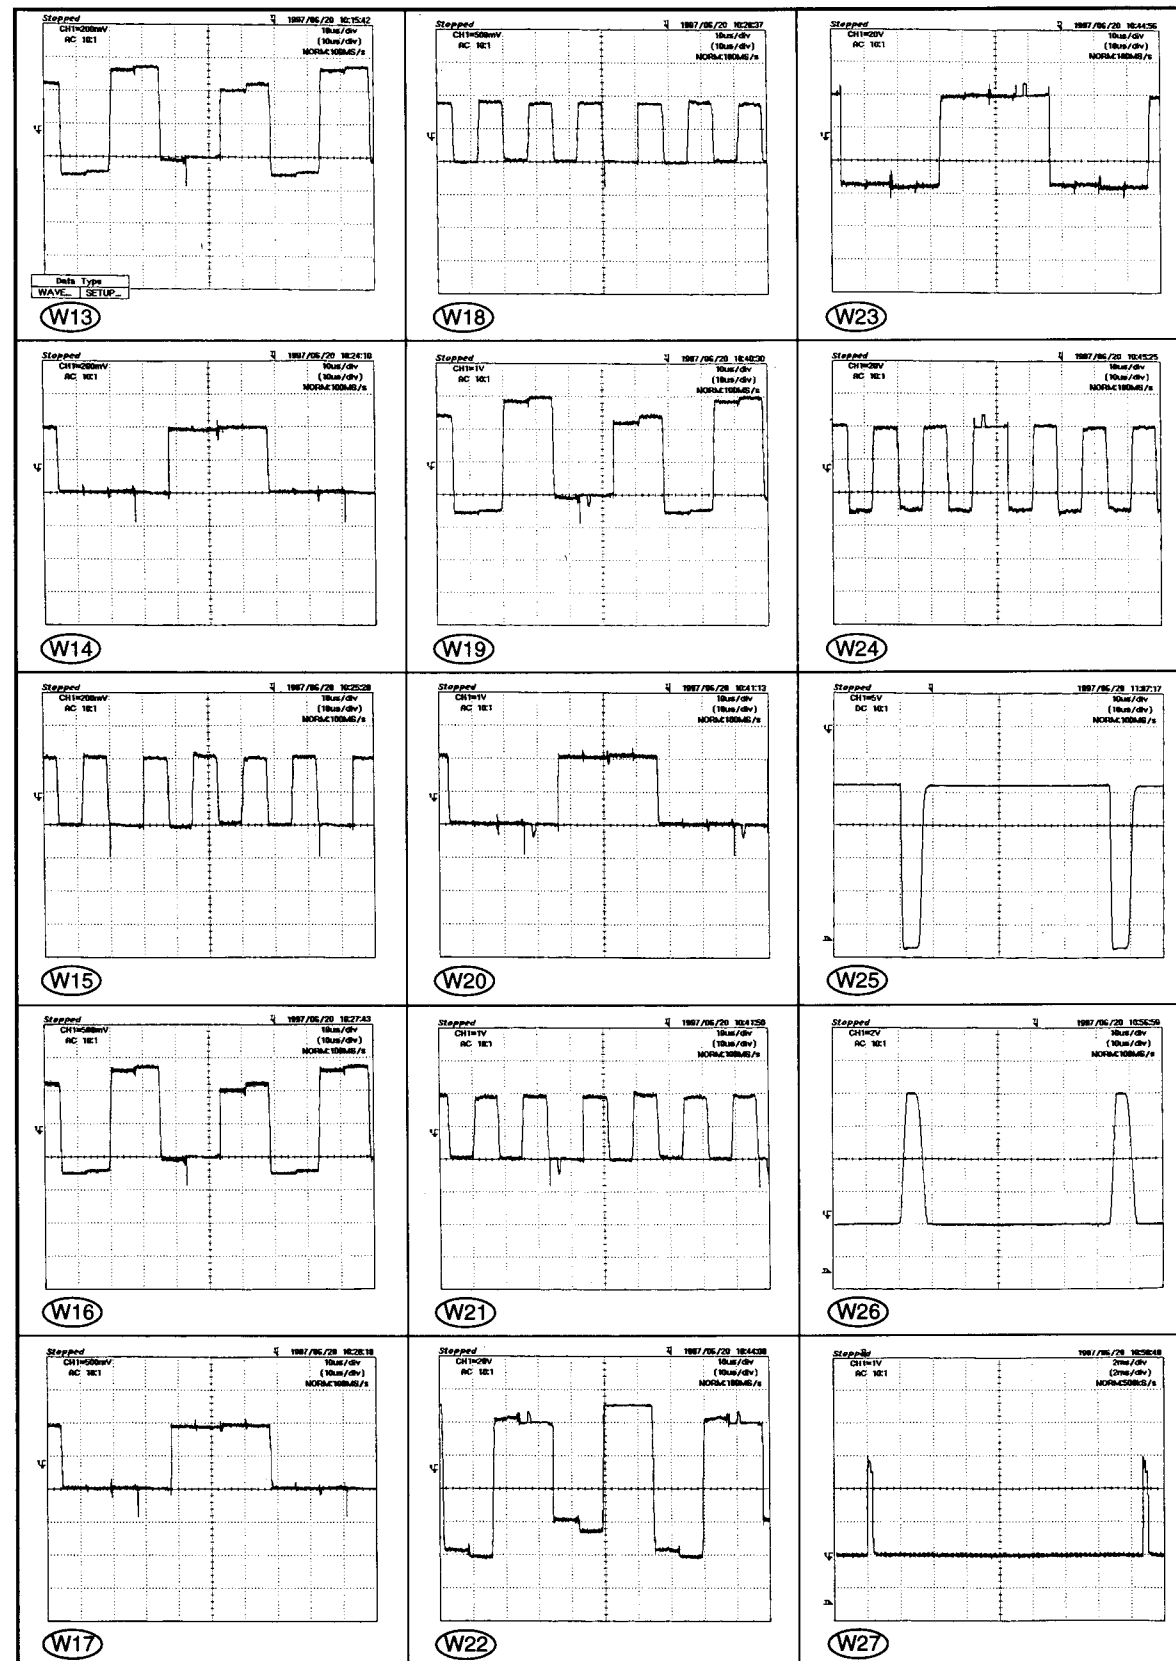 Stopped 1997/06/20 10:15:42
CH1=200mV 10us/div
AC 10:1 (10us/div)
NORM:100MS/s
Data Type
WAVE_ SETUP_
W13
Stopped 1997/06/20 10:28:37
CH1=500mV 10us/div
AC 10:1 (10us/div)
NORM:100MS/s
W18
Stopped 1997/06/20 10:44:56
CH1=20V 10us/div
AC 10:1 (10us/div)
NORM:100MS/s
W23
Stopped 1997/06/20 10:24:10
CH1=200mV 10us/div
AC 10:1 (10us/div)
NORM:100MS/s
W14
Stopped 1997/06/20 10:40:30
CH1=1V 10us/div
AC 10:1 (10us/div)
NORM:100MS/s
W19
Stopped 1997/06/20 10:45:25
CH1=20V 10us/div
AC 10:1 (10us/div)
NORM:100MS/s
W24
Stopped 1997/06/20 10:25:20
CH1=200mV 10us/div
AC 10:1 (10us/div)
NORM:100MS/s
W15
Stopped 1997/06/20 10:41:13
CH1=1V 10us/div
AC 10:1 (10us/div)
NORM:100MS/s
W20
Stopped 1997/06/20 11:07:17
CH1=5V 10us/div
DC 10:1 (10us/div)
NORM:100MS/s
W25
Stopped 1997/06/20 10:27:43
CH1=500mV 10us/div
AC 10:1 (10us/div)
NORM:100MS/s
W16
Stopped 1997/06/20 10:41:50
CH1=1V 10us/div
AC 10:1 (10us/div)
NORM:100MS/s
W21
Stopped 1997/06/20 10:56:59
CH1=2V 10us/div
AC 10:1 (10us/div)
NORM:100MS/s
W26
Stopped 1997/06/20 10:28:18
CH1=500mV 10us/div
AC 10:1 (10us/div)
NORM:100MS/s
W17
Stopped 1997/06/20
CH1=20V 10us/div
AC 10:1 (10us/div)
NORM:100MS/s
W22
Stopped 1997/06/20
CH1=1V 2ms/div
AC 10:1 (2ms/div)
NORM:500kS/s
W27